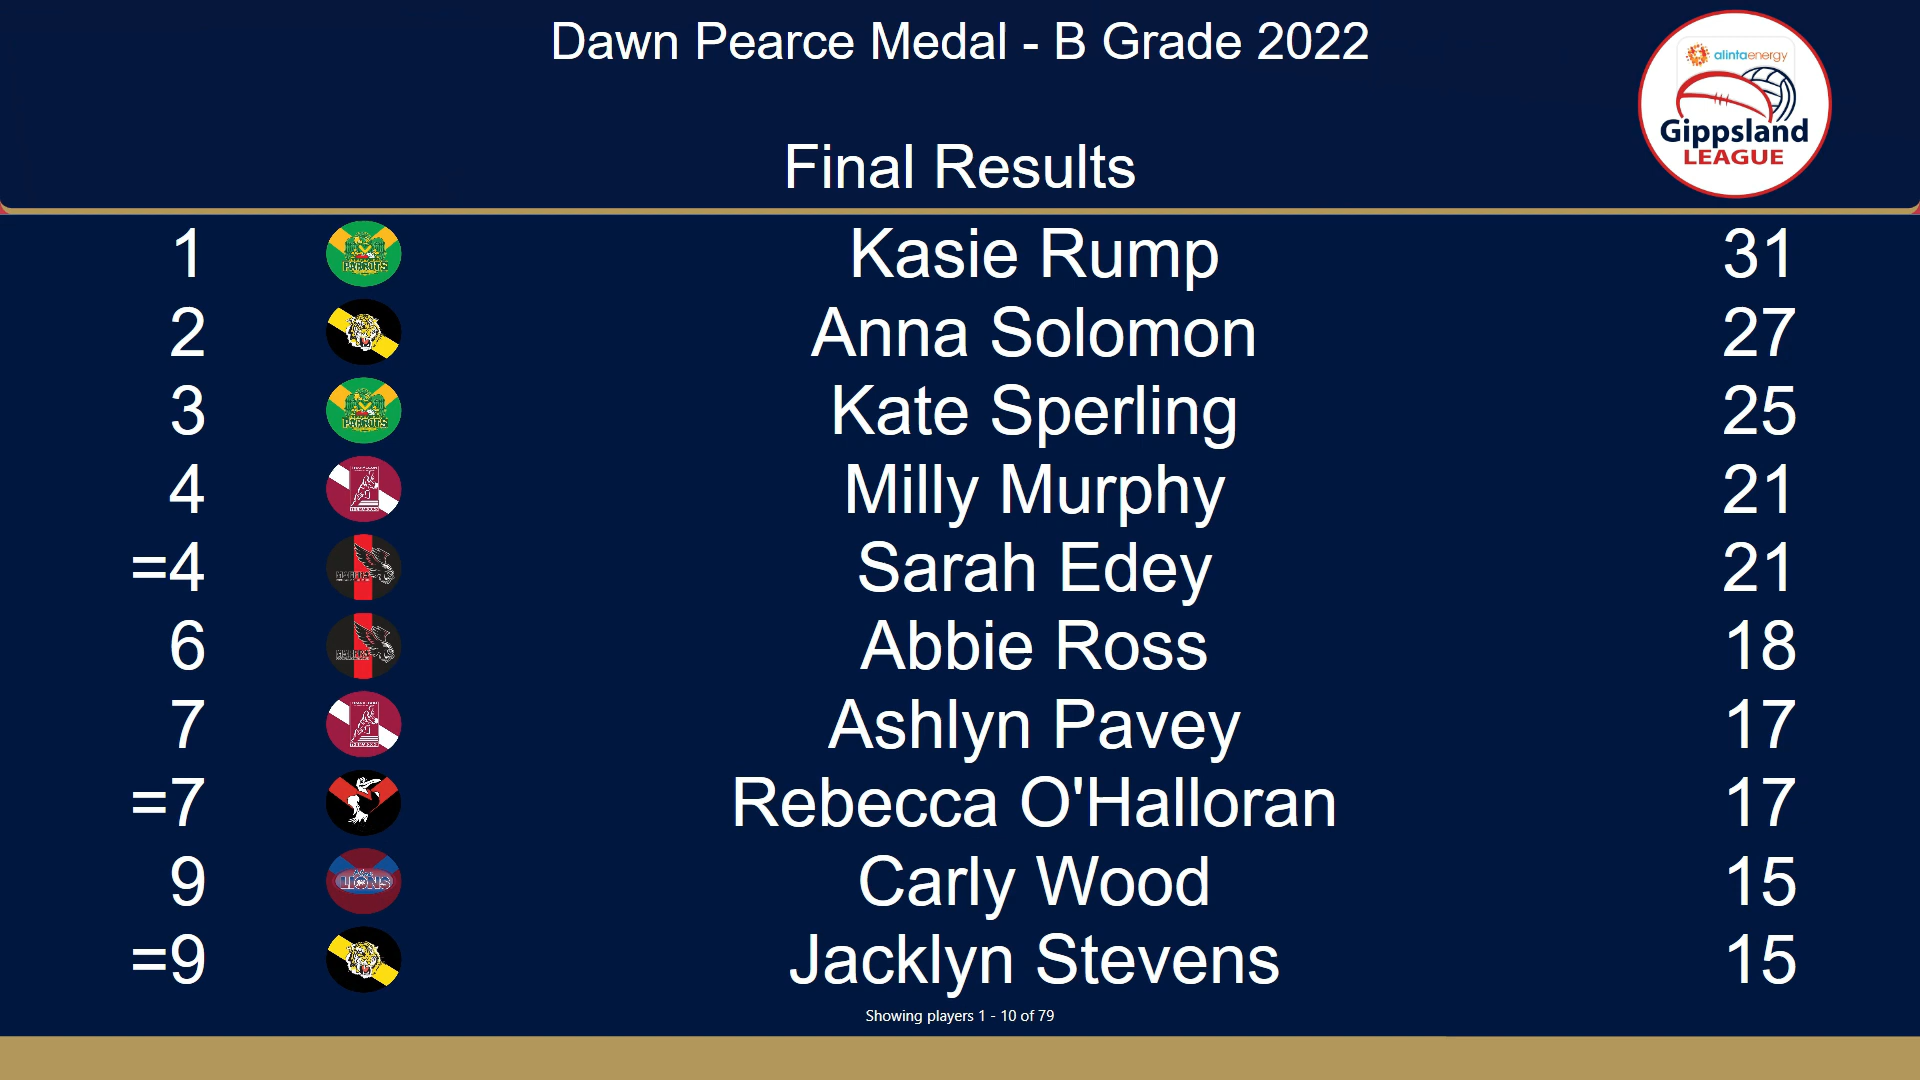 Dawn Pearce Medal - B Grade 2022
alintaenergy
Gippsland
LEAGUE
Final Results
1 PARROTS Kasie Rump 31
2 Anna Solomon 27
3 PARROTS Kate Sperling 25
4 Milly Murphy 21
=4 Sarah Edey 21
6 Abbie Ross 18
7 Ashlyn Pavey 17
=7 Rebecca O'Halloran 17
9 LIONS Carly Wood 15
=9 Jacklyn Stevens 15
Showing players 1 - 10 of 79